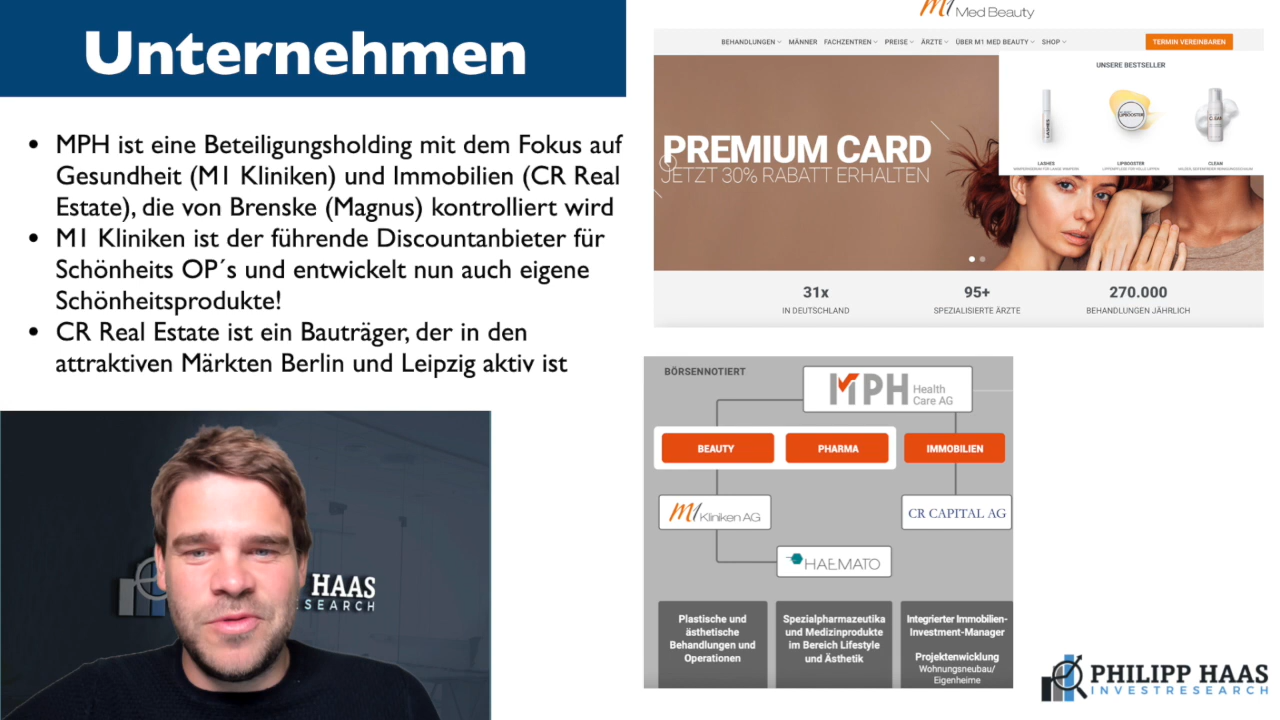 Unternehmen
• MPH ist eine Beteiligungsholding mit dem Fokus auf
Gesundheit (M1 Kliniken) und Immobilien (CR Real
Estate), die von Brenske (Magnus) kontrolliert wird
• M1 Kliniken ist der führende Discountanbieter für
Schönheits OP´s und entwickelt nun auch eigene
Schönheitsprodukte!
• CR Real Estate ist ein Bauträger, der in den
attraktiven Märkten Berlin und Leipzig aktiv ist
HAAS
SEARCH
M1 Med Beauty
BEHANDLUNGEN MÄNNER FACHZENTREN PREISE ÄRZTE ÜBER M1 MED BEAUTY SHOP TERMIN VEREINBAREN
UNSERE BESTSELLER
LASHES
LIPBOOSTER
CLEAN
LASHES LIPBOOSTER CLEAN
PREMIUM CARD
JETZT 30% RABATT ERHALTEN
31x 95+ 270.000
IN DEUTSCHLAND SPEZIALISIERTE ÄRZTE BEHANDLUNGEN JÄHRLICH
BÖRSENNOTIERT
MPH Health
Care AG
BEAUTY PHARMA IMMOBILIEN
M1 Kliniken AG
CR CAPITAL AG
HAEMATO
Plastische und
ästhetische
Behandlungen und
Operationen
Spezialpharmazeutika
und Medizinprodukte
im Bereich Lifestyle
und Ästhetik
Integrierter Immobilien-
Investment-Manager
Projektenwicklung
Wohnungsneubau/
Eigenheime
PHILIPP HAAS
INVESTRESEARCH